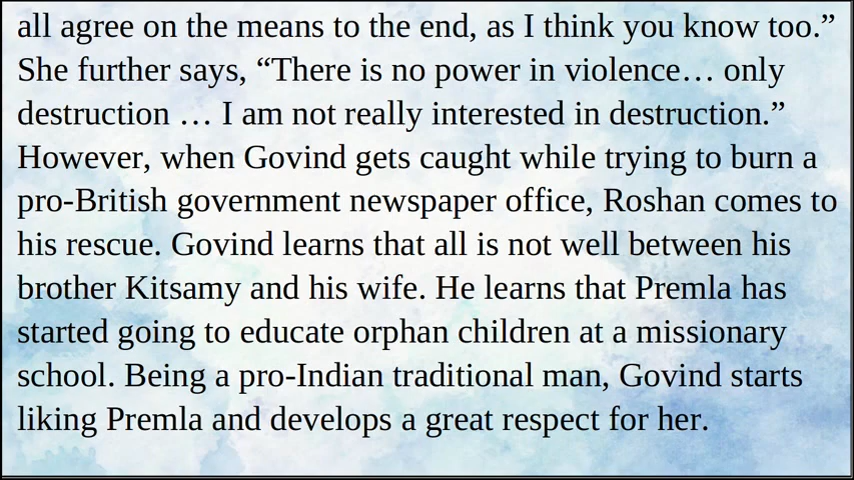 all agree on the means to the end, as I think you know too.”
She further says, “There is no power in violence… only
destruction … I am not really interested in destruction.”
However, when Govind gets caught while trying to burn a
pro-British government newspaper office, Roshan comes to
his rescue. Govind learns that all is not well between his
brother Kitsamy and his wife. He learns that Premla has
started going to educate orphan children at a missionary
school. Being a pro-Indian traditional man, Govind starts
liking Premla and develops a great respect for her.